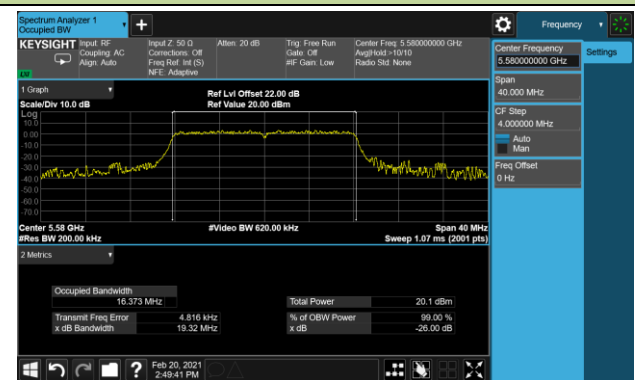 Spectrum Analyzer 1
Occupied BW
+
Frequency
KEYSIGHT
Input: RF
Coupling: AC
Align: Auto
Input Z: 50 Ω
Corrections: Off
Freq Ref: Int (S)
NFE: Adaptive
Atten: 20 dB
Trig: Free Run
Gate: Off
#IF Gain: Low
Center Freq: 5.580000000 GHz
Avg|Hold:>10/10
Radio Std: None
LXI
Center Frequency
5.580000000 GHz
Settings
Span
40.000 MHz
CF Step
4.000000 MHz
Auto
Man
Freq Offset
0 Hz
1 Graph
Scale/Div 10.0 dB
Ref Lvl Offset 22.00 dB
Ref Value 20.00 dBm
Log
10.0
0.00
-10.0
-20.0
-30.0
-40.0
-50.0
-60.0
-70.0
Center 5.58 GHz
#Res BW 200.00 kHz
#Video BW 620.00 kHz
Span 40 MHz
Sweep 1.07 ms (2001 pts)
2 Metrics
Occupied Bandwidth
16.373 MHz
Total Power 20.1 dBm
Transmit Freq Error 4.816 kHz
% of OBW Power 99.00 %
x dB Bandwidth 19.32 MHz
x dB -26.00 dB
?
Feb 20, 2021
2:49:41 PM